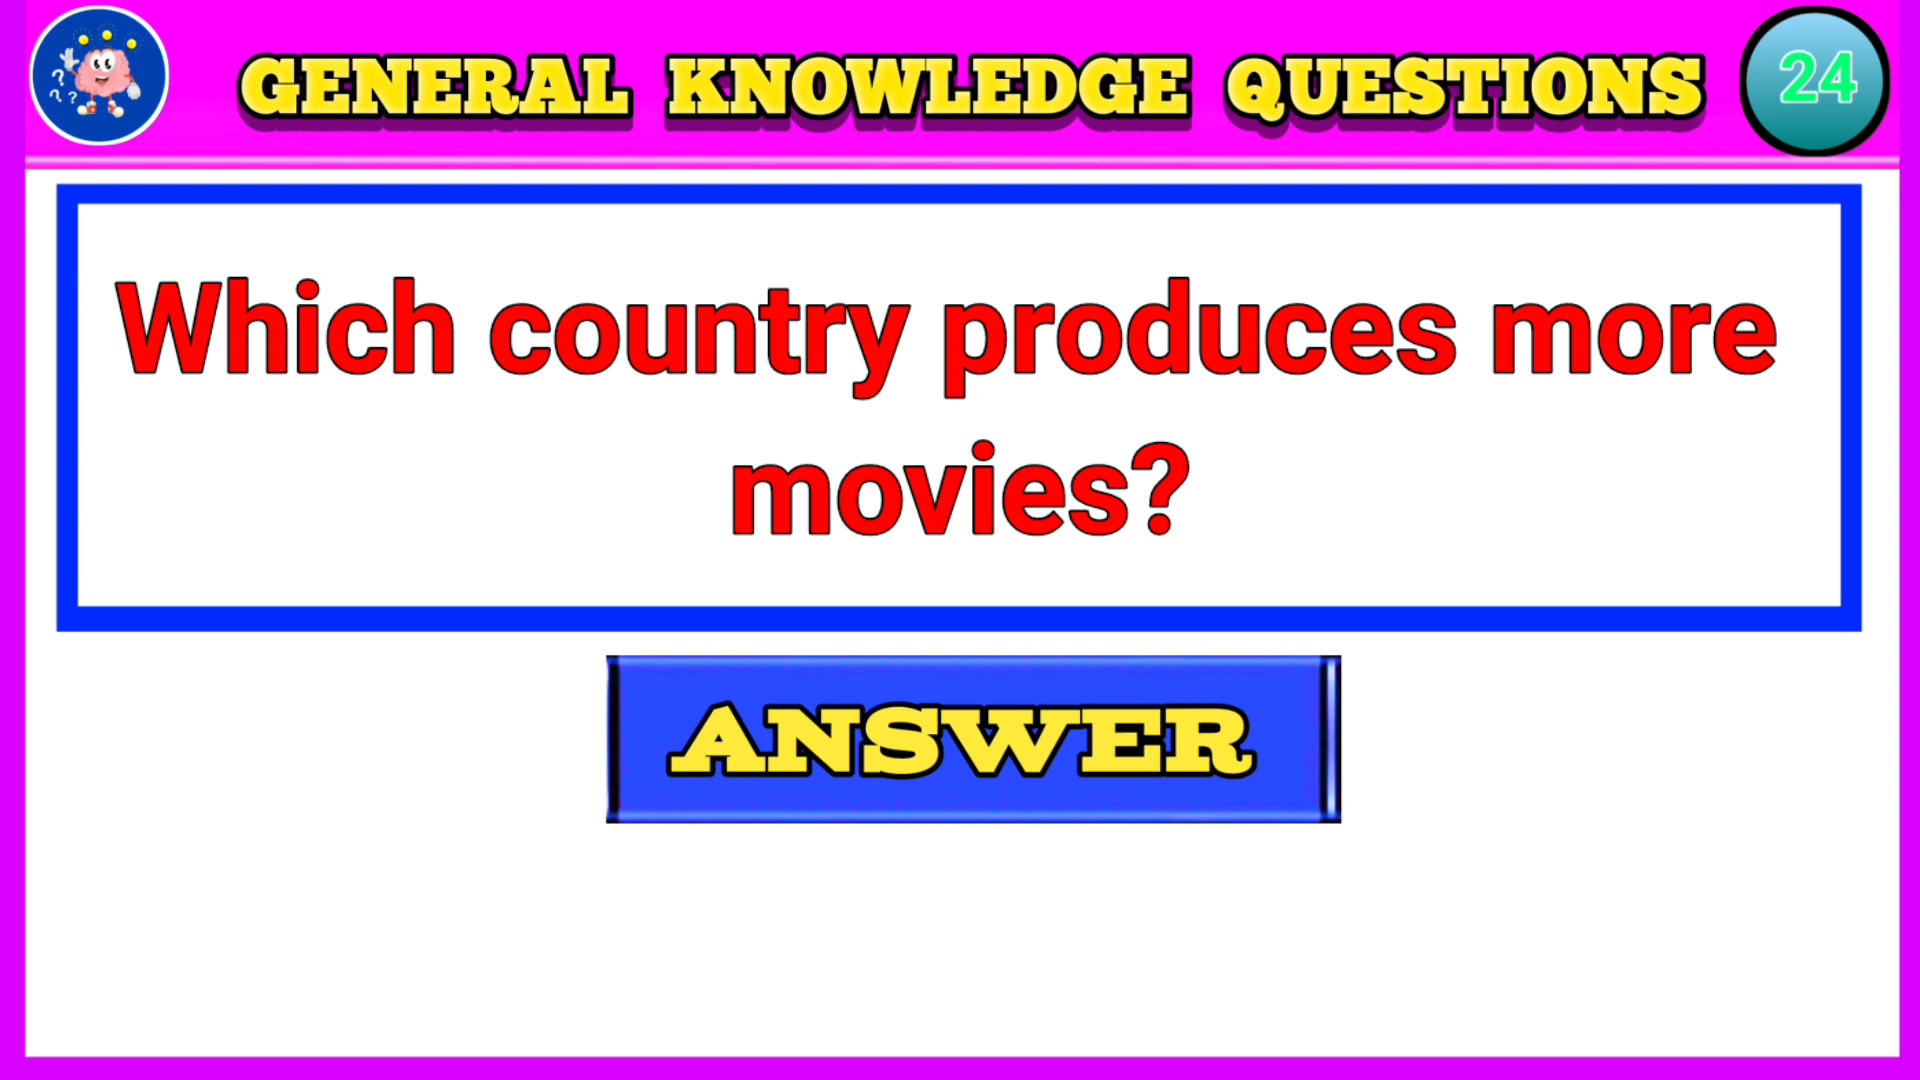 GENERAL KNOWLEDGE QUESTIONS
24
Which country produces more
movies?
ANSWER